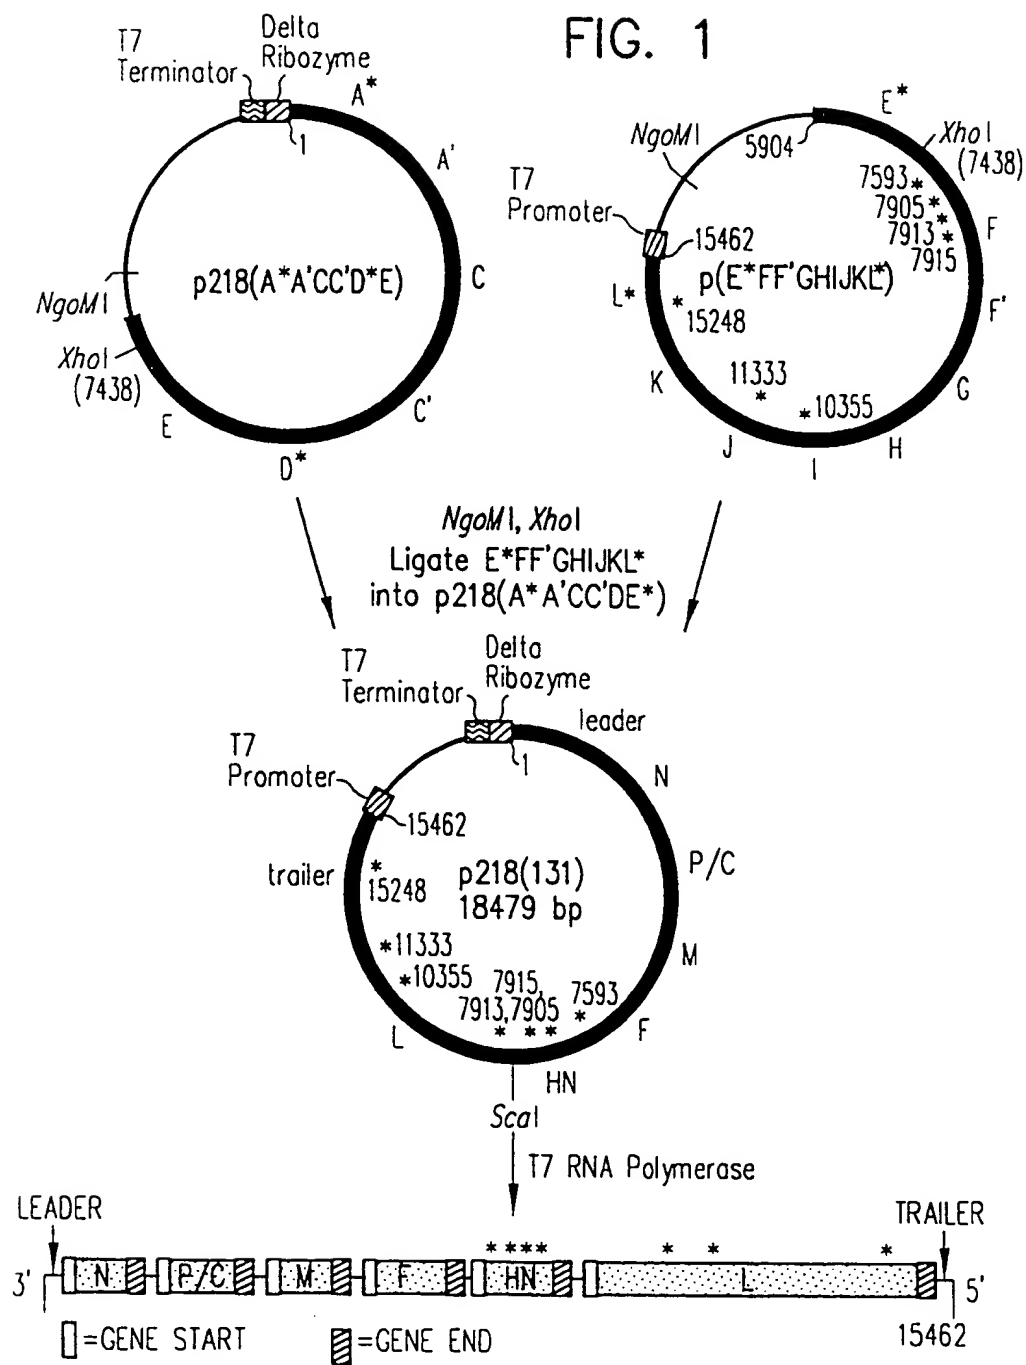 FIG. 1
T7
Terminator
Delta
Ribozyme
A*
1
A'
C
C'
D*
E
XhoI
(7438)
NgoMI
p218(A*A'CC'D*E)
E*
XhoI
(7438)
NgoMI
5904
T7
Promoter
15462
7593 *
7905 *
*
7913 *
7915
F
F'
G
H
I
J
K
L*
p(E*FF'GHIJKL*)
*
15248
11333
*
*10355
NgoMI, XhoI
Ligate E*FF'GHIJKL*
into p218(A*A'CC'DE*)
T7
Terminator
Delta
Ribozyme
leader
1
T7
Promoter
15462
N
P/C
M
F
HN
L
trailer
*
15248
p218(131)
18479 bp
*11333
*10355
7915,
7913,7905
7593
* * * *
ScaI
T7 RNA Polymerase
LEADER
TRAILER
* * * * * * *
3' N P/C M F HN L 5'
15462
=GENE START
=GENE END